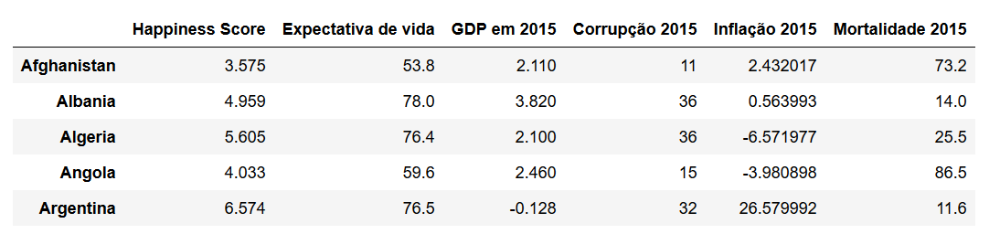 Happiness Score Expectativa de vida GDP em 2015 Corrupção 2015 Inflação 2015 Mortalidade 2015
Afghanistan 3.575 53.8 2.110 11 2.432017 73.2
Albania 4.959 78.0 3.820 36 0.563993 14.0
Algeria 5.605 76.4 2.100 36 -6.571977 25.5
Angola 4.033 59.6 2.460 15 -3.980898 86.5
Argentina 6.574 76.5 -0.128 32 26.579992 11.6